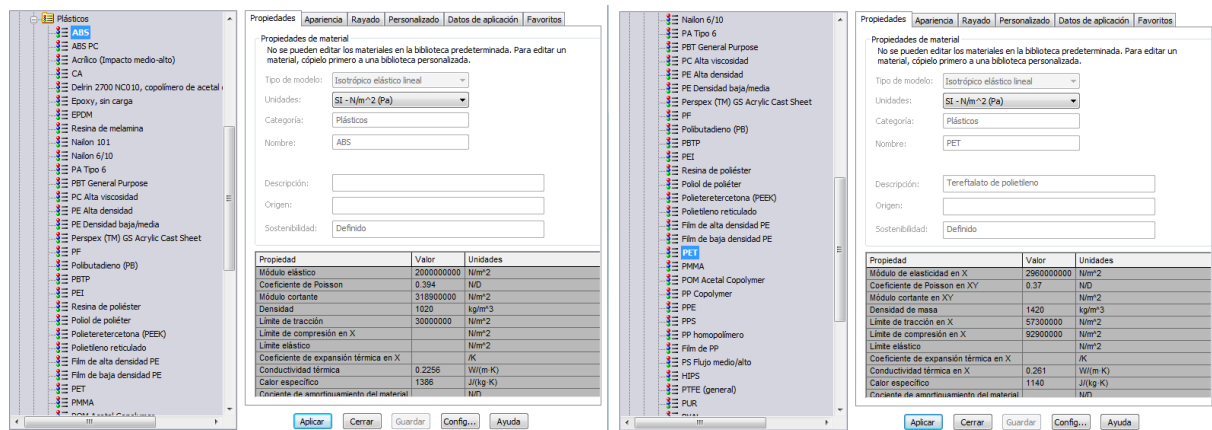 Plásticos
ABS
ABS PC
Acrílico (Impacto medio-alto)
CA
Delrin 2700 NC010, copolímero de acetal
Epoxy, sin carga
EPDM
Resina de melamina
Nailon 101
Nailon 6/10
PA Tipo 6
PBT General Purpose
PC Alta viscosidad
PE Alta densidad
PE Densidad baja/media
Perspex (TM) GS Acrylic Cast Sheet
PF
Polibutadieno (PB)
PBTP
PEI
Resina de poliéster
Poliol de poliéter
Polieteretercetona (PEEK)
Polietileno reticulado
Film de alta densidad PE
Film de baja densidad PE
PET
PMMA
POM Acetal Copolymer
Propiedades Apariencia Rayado Personalizado Datos de aplicación Favoritos
Propiedades de material
No se pueden editar los materiales en la biblioteca predeterminada. Para editar un
material, cópielo primero a una biblioteca personalizada.
Tipo de modelo: Isotrópico elástico lineal
Unidades: SI - N/m^2 (Pa)
Categoría: Plásticos
Nombre: ABS
Descripción:
Origen:
Sostenibilidad: Definido
Propiedad Valor Unidades
Módulo elástico 2000000000 N/m^2
Coeficiente de Poisson 0.394 N/D
Módulo cortante 318900000 N/m^2
Densidad 1020 kg/m^3
Límite de tracción 30000000 N/m^2
Límite de compresión en X N/m^2
Límite elástico N/m^2
Coeficiente de expansión térmica en X /K
Conductividad térmica 0.2256 W/(m·K)
Calor específico 1386 J/(kg·K)
Cociente de amortiguamiento del material N/D
Aplicar Cerrar Guardar Config... Ayuda
Nailon 6/10
PA Tipo 6
PBT General Purpose
PC Alta viscosidad
PE Alta densidad
PE Densidad baja/media
Perspex (TM) GS Acrylic Cast Sheet
PF
Polibutadieno (PB)
PBTP
PEI
Resina de poliéster
Poliol de poliéter
Polieteretercetona (PEEK)
Polietileno reticulado
Film de alta densidad PE
Film de baja densidad PE
PET
PMMA
POM Acetal Copolymer
PP Copolymer
PPE
PPS
PP homopolímero
Film de PP
PS Flujo medio/alto
HIPS
PTFE (general)
PUR
Propiedades Apariencia Rayado Personalizado Datos de aplicación Favoritos
Propiedades de material
No se pueden editar los materiales en la biblioteca predeterminada. Para editar un
material, cópielo primero a una biblioteca personalizada.
Tipo de modelo: Isotrópico elástico lineal
Unidades: SI - N/m^2 (Pa)
Categoría: Plásticos
Nombre: PET
Descripción: Tereftalato de polietileno
Origen:
Sostenibilidad: Definido
Propiedad Valor Unidades
Módulo de elasticidad en X 2960000000 N/m^2
Coeficiente de Poisson en XY 0.37 N/D
Módulo cortante en XY N/m^2
Densidad de masa 1420 kg/m^3
Límite de tracción en X 57300000 N/m^2
Límite de compresión en X 92900000 N/m^2
Límite elástico N/m^2
Coeficiente de expansión térmica en X /K
Conductividad térmica en X 0.261 W/(m·K)
Calor específico 1140 J/(kg·K)
Cociente de amortiguamiento del material N/D
Aplicar Cerrar Guardar Config... Ayuda